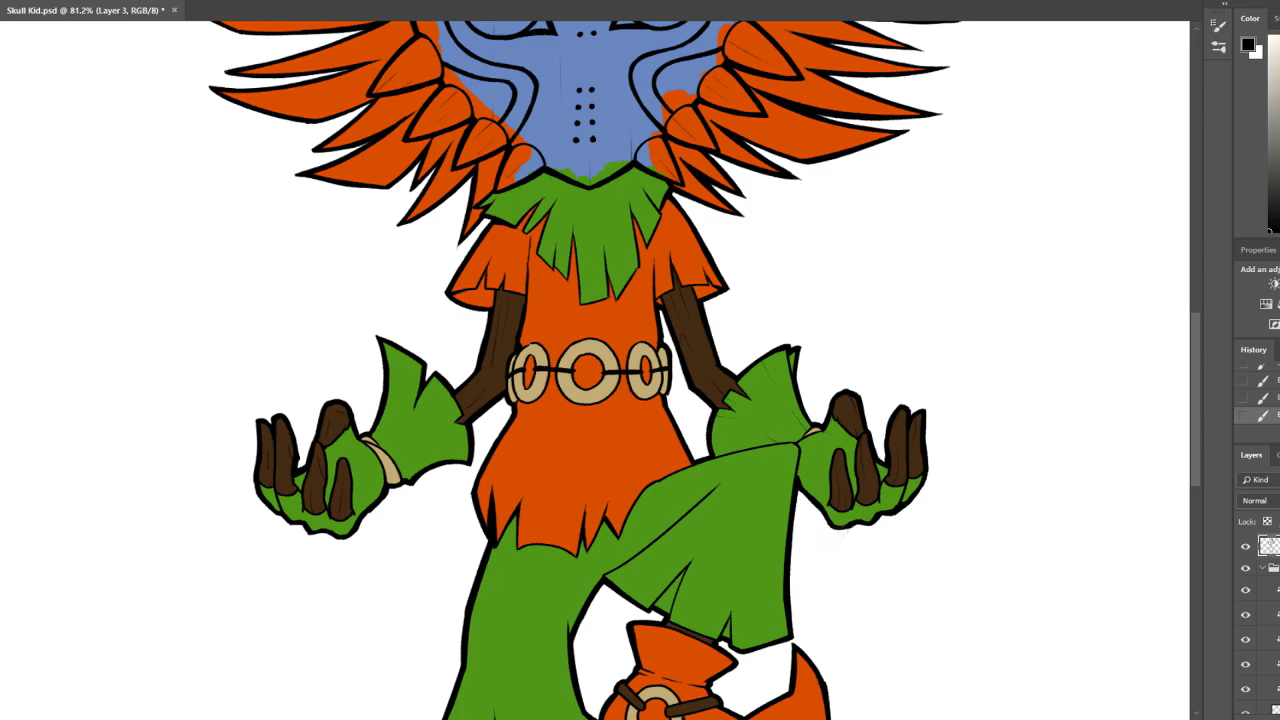 Skull Kid.psd @ 81.2% (Layer 3, RGB/8) *
Color
Properties
Add an adj
History
Layers
Kind
Normal
Lock: